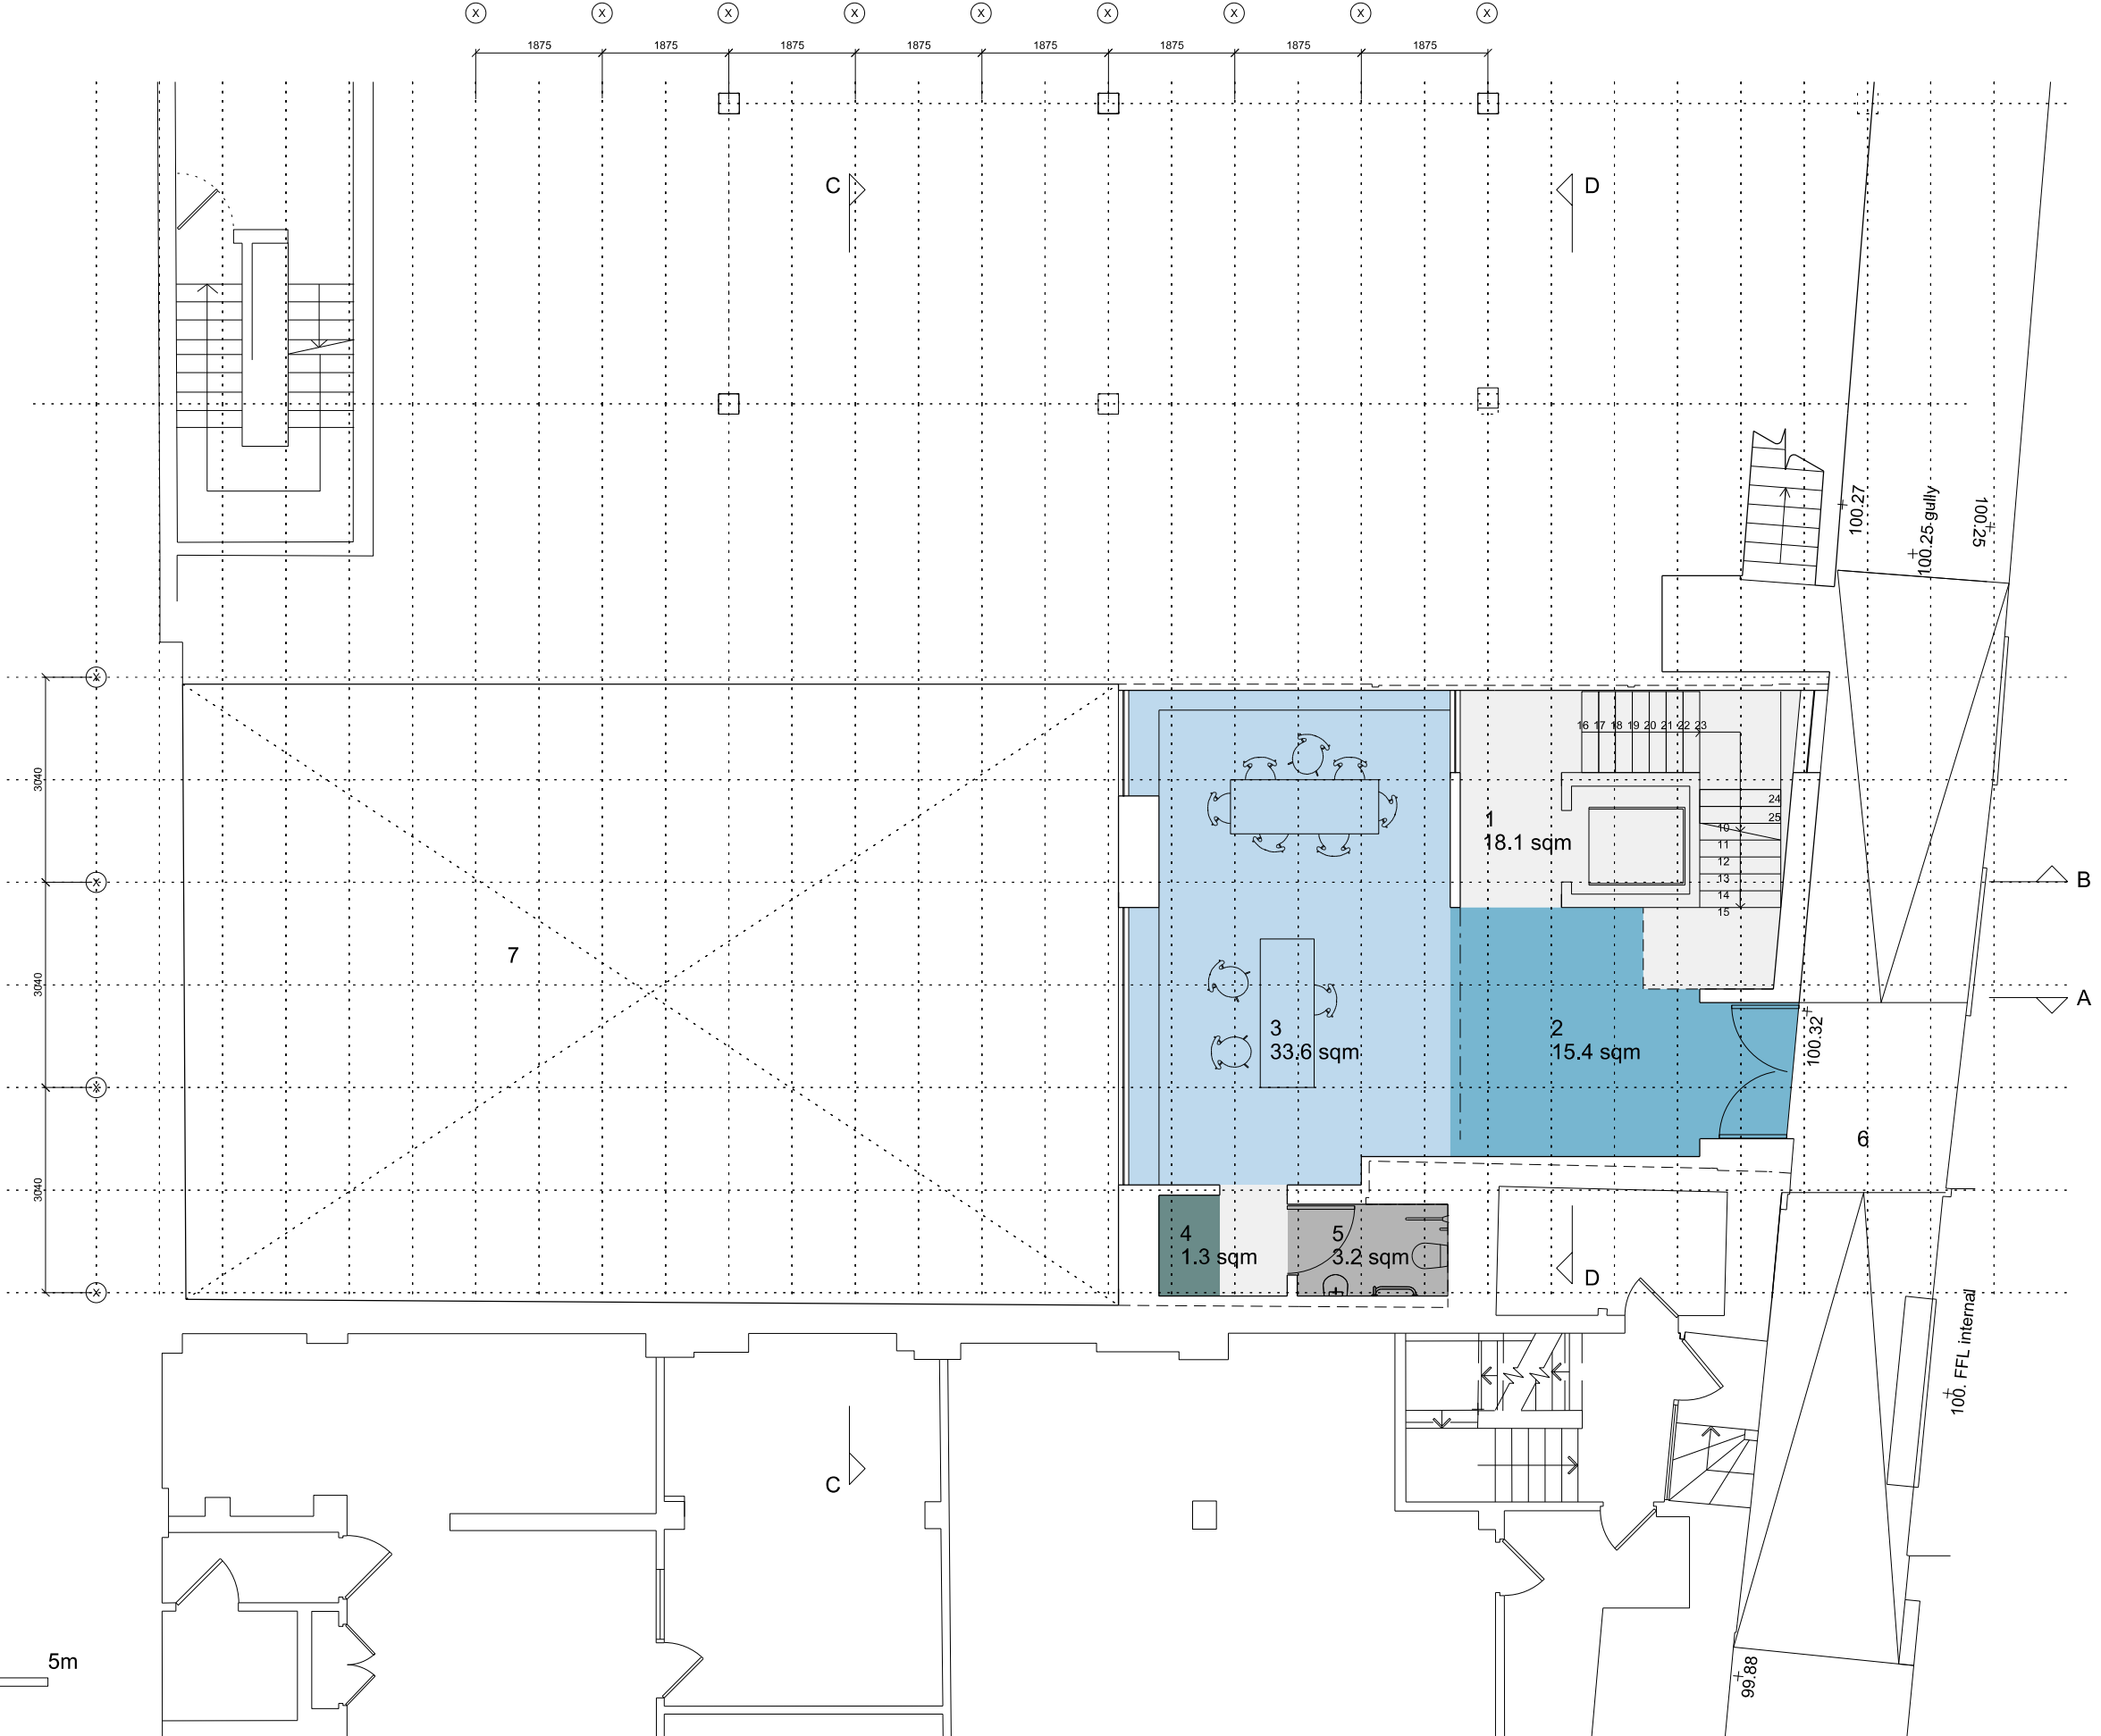 X X X X X X X X X
1875 1875 1875 1875 1875 1875 1875 1875
C
D
100.27
100.25 gully
100.25
X
3040
16 17 18 19 20 21 22 23
24
25
1
18.1 sqm
10
11
12
13
14
15
X
B
7
3040
A
3
33.6 sqm
2
15.4 sqm
100.32
X
6
3040
4
1.3 sqm
5
3.2 sqm
D
X
100. FFL internal
C
5m
99.88